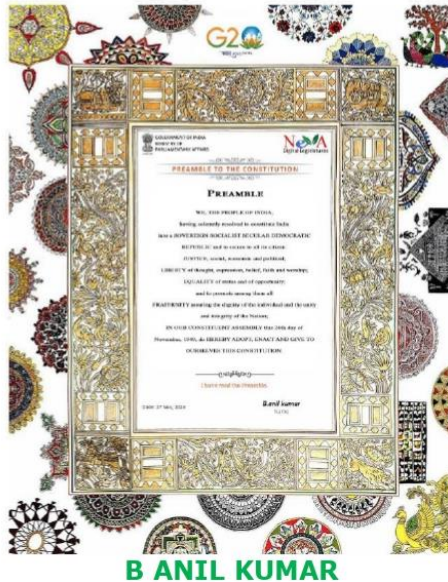 G20
GOVERNMENT OF INDIA
MINISTRY OF
PARLIAMENTARY AFFAIRS
NeVA
Digital Legislatures
PREAMBLE TO THE CONSTITUTION
PREAMBLE
WE, THE PEOPLE OF INDIA,
having solemnly resolved to constitute India
into a SOVEREIGN SOCIALIST SECULAR DEMOCRATIC
REPUBLIC and to secure to all its citizens
JUSTICE, social, economic and political;
LIBERTY of thought, expression, belief, faith and worship;
EQUALITY of status and of opportunity;
and to promote among them all
FRATERNITY assuring the dignity of the individual and the unity
and integrity of the Nation;
IN OUR CONSTITUENT ASSEMBLY this 26th day of
November, 1949, do HEREBY ADOPT, ENACT AND GIVE TO
OURSELVES THIS CONSTITUTION
I have read the Preamble.
B.anil kumar
B ANIL KUMAR